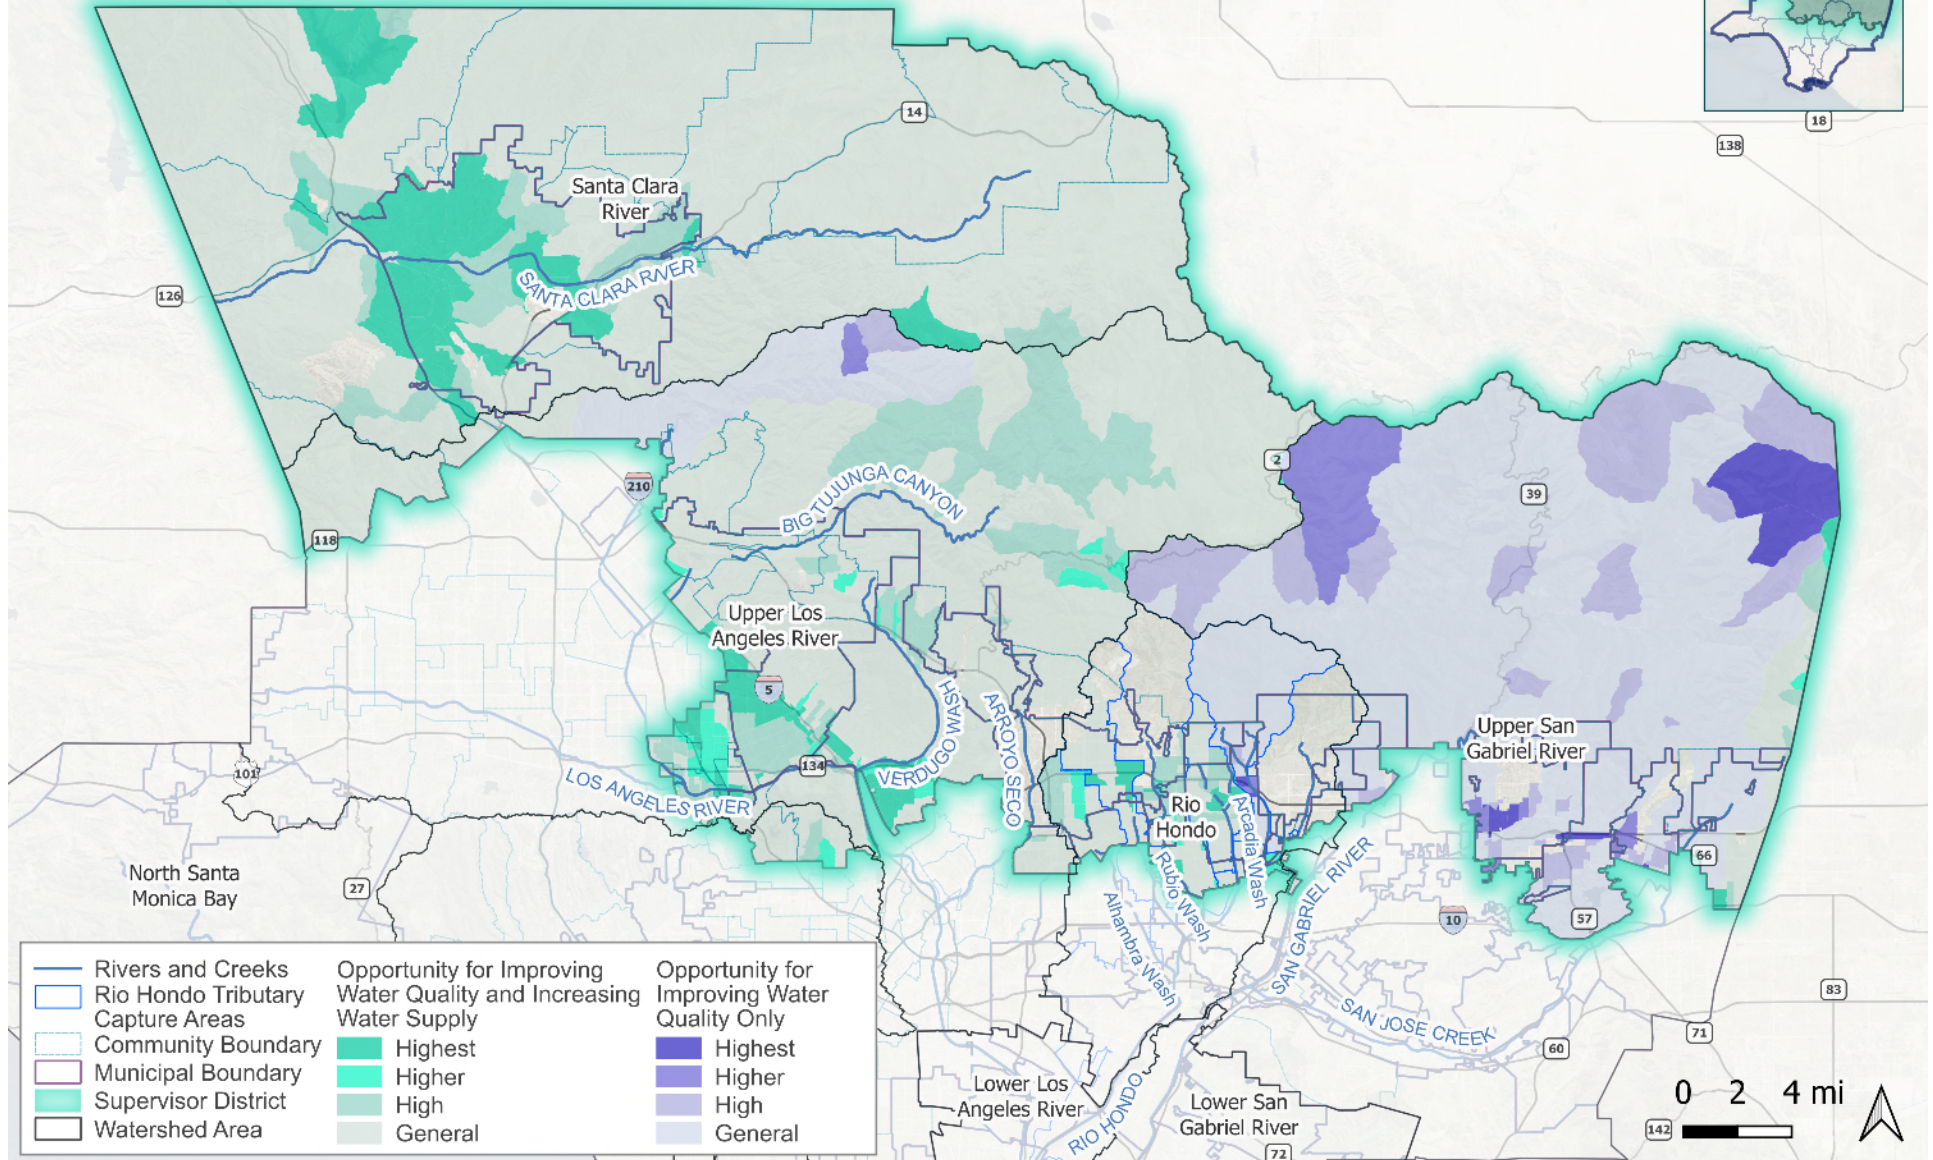 14
18
138
Santa Clara
River
SANTA CLARA RIVER
126
2
39
210
BIG TUJUNGA CANYON
118
Upper Los
Angeles River
5
VERDUGO WASH
ARROYO SECO
134
101
LOS ANGELES RIVER
Upper San
Gabriel River
Rio
Hondo
Arcadia Wash
Rubio Wash
Alhambra Wash
SAN GABRIEL RIVER
66
57
10
North Santa
Monica Bay
27
SAN JOSE CREEK
83
71
60
Lower Los
Angeles River
RIO HONDO
Lower San
Gabriel River
72
142
0 2 4 mi
Rivers and Creeks
Rio Hondo Tributary
Capture Areas
Community Boundary
Municipal Boundary
Supervisor District
Watershed Area
Opportunity for Improving
Water Quality and Increasing
Water Supply
Highest
Higher
High
General
Opportunity for
Improving Water
Quality Only
Highest
Higher
High
General